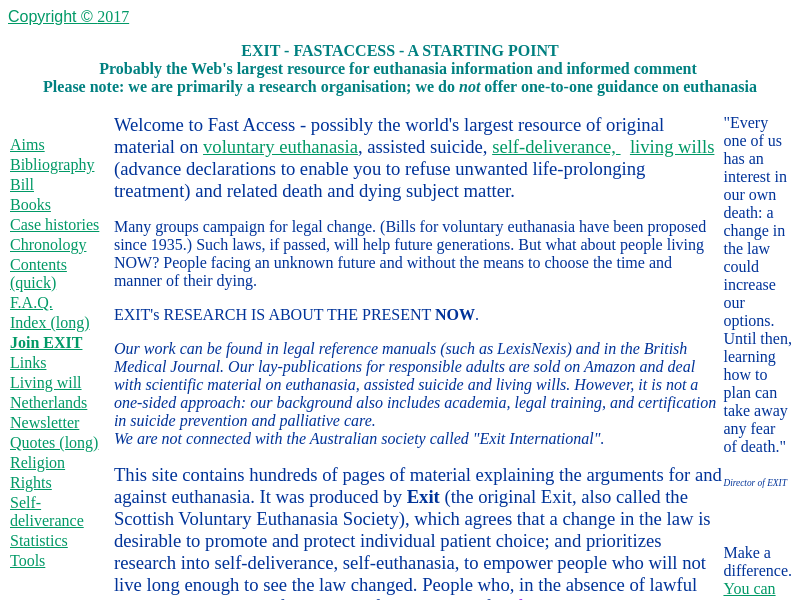 Copyright © 2017
EXIT - FASTACCESS - A STARTING POINT
Probably the Web's largest resource for euthanasia information and informed comment
Please note: we are primarily a research organisation; we do not offer one-to-one guidance on euthanasia
Aims
Bibliography
Bill
Books
Case histories
Chronology
Contents
(quick)
F.A.Q.
Index (long)
Join EXIT
Links
Living will
Netherlands
Newsletter
Quotes (long)
Religion
Rights
Self-
deliverance
Statistics
Tools
Welcome to Fast Access - possibly the world's largest resource of original
material on voluntary euthanasia, assisted suicide, self-deliverance, living wills
(advance declarations to enable you to refuse unwanted life-prolonging
treatment) and related death and dying subject matter.
Many groups campaign for legal change. (Bills for voluntary euthanasia have been proposed
since 1935.) Such laws, if passed, will help future generations. But what about people living
NOW? People facing an unknown future and without the means to choose the time and
manner of their dying.
EXIT's RESEARCH IS ABOUT THE PRESENT NOW.
Our work can be found in legal reference manuals (such as LexisNexis) and in the British
Medical Journal. Our lay-publications for responsible adults are sold on Amazon and deal
with scientific material on euthanasia, assisted suicide and living wills. However, it is not a
one-sided approach: our background also includes academia, legal training, and certification
in suicide prevention and palliative care.
We are not connected with the Australian society called "Exit International".
This site contains hundreds of pages of material explaining the arguments for and
against euthanasia. It was produced by Exit (the original Exit, also called the
Scottish Voluntary Euthanasia Society), which agrees that a change in the law is
desirable to promote and protect individual patient choice; and prioritizes
research into self-deliverance, self-euthanasia, to empower people who will not
live long enough to see the law changed. People who, in the absence of lawful
"Every
one of us
has an
interest in
our own
death: a
change in
the law
could
increase
our
options.
Until then,
learning
how to
plan can
take away
any fear
of death."
Director of EXIT
Make a
difference.
You can